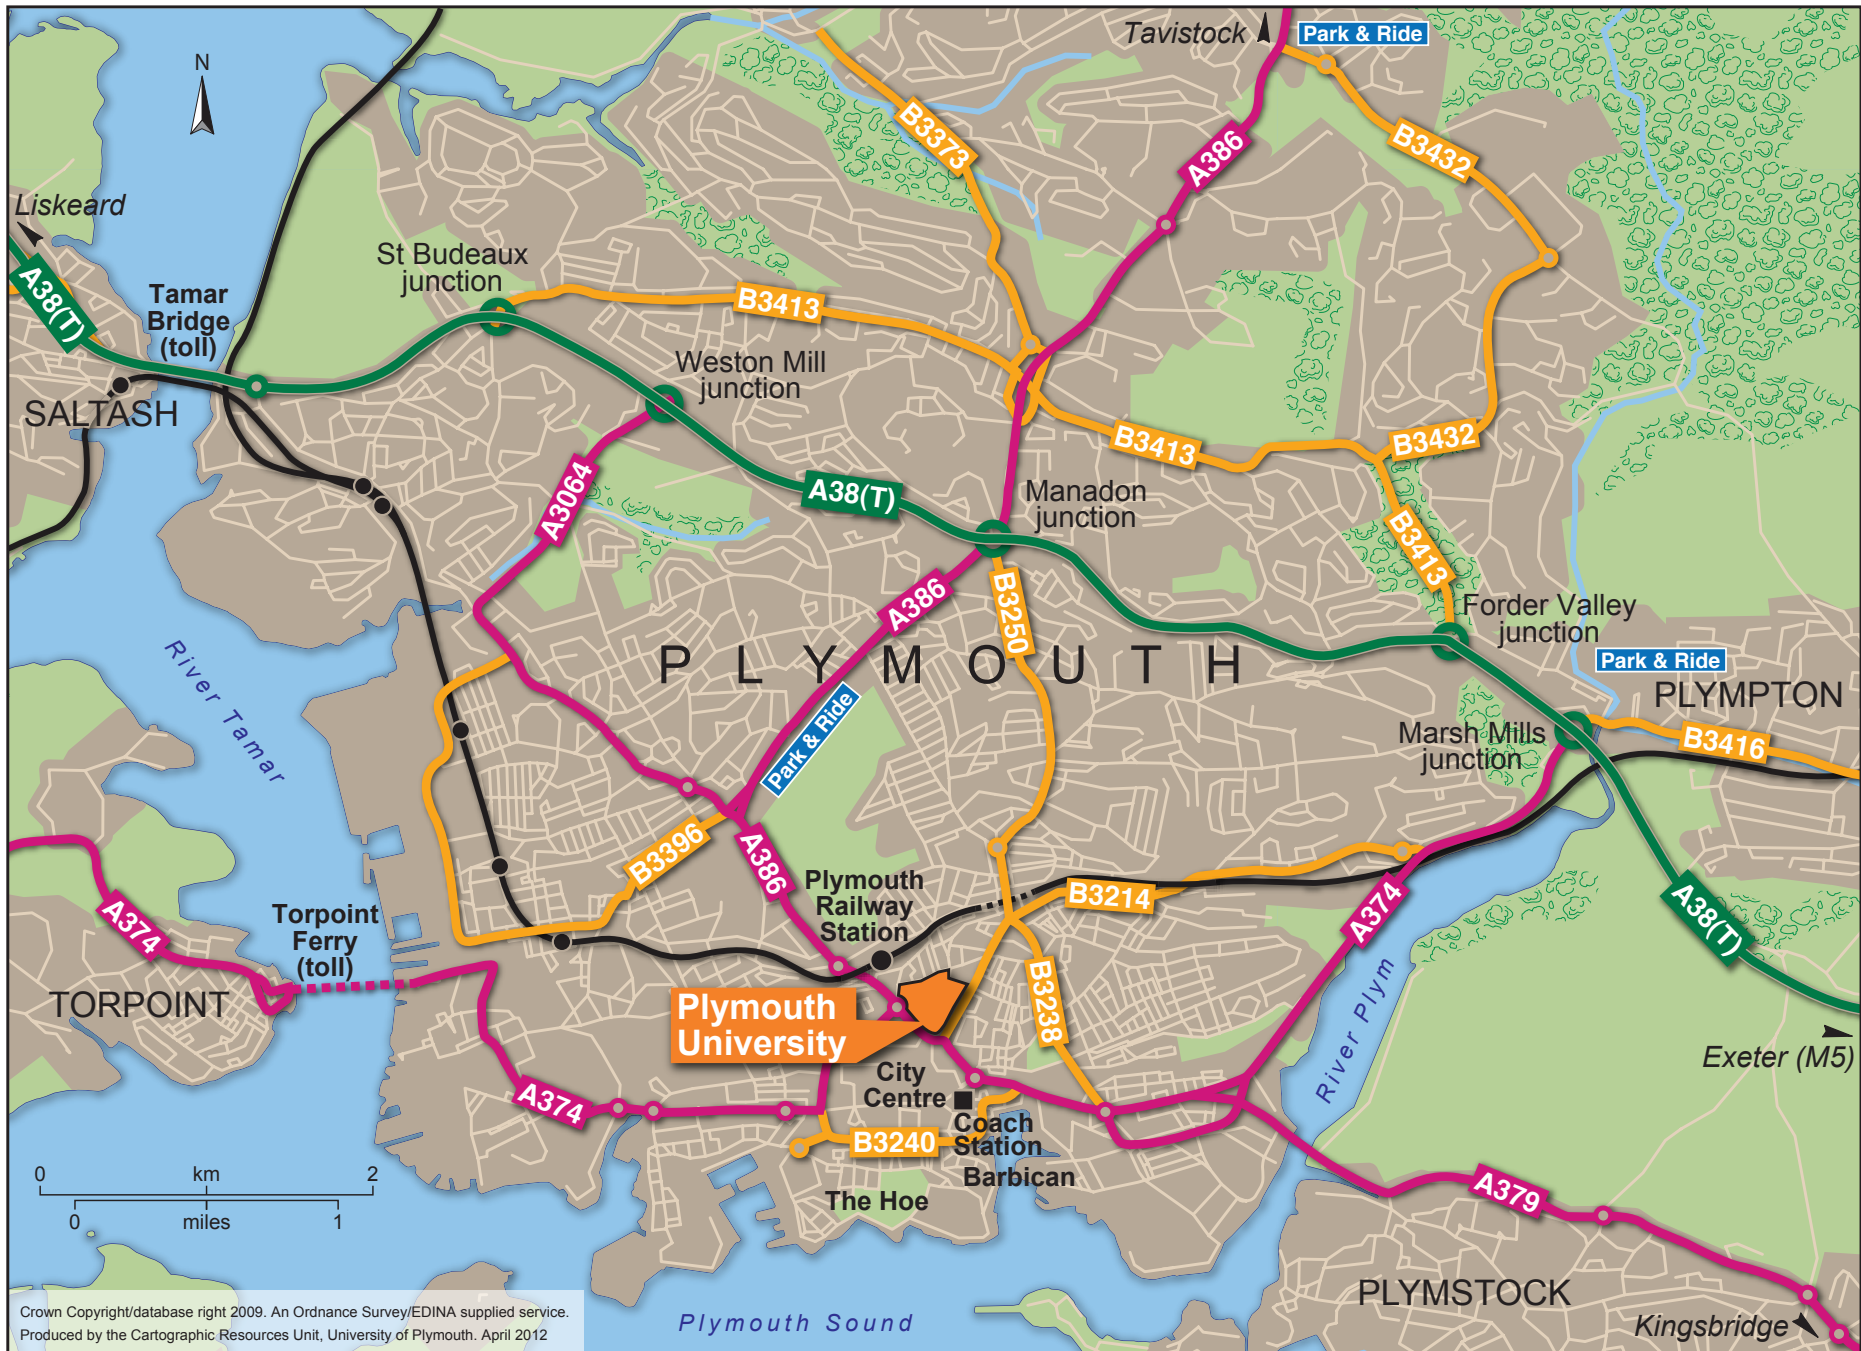 Tavistock
Park & Ride
N
B3373
B3432
A386
Liskeard
St Budeaux
junction
A38(T)
Tamar
Bridge
(toll)
B3413
Weston Mill
junction
SALTASH
B3413
B3432
A3064
A38(T)
Manadon
junction
B3413
A386
B3250
Forder Valley
junction
River Tamar
PLYMOUTH
Park & Ride
PLYMPTON
Park & Ride
Marsh Mills
junction
B3416
B3396
A386
Plymouth
Railway
Station
B3214
A374
Torpoint
Ferry
(toll)
A374
A38(T)
TORPOINT
Plymouth
University
B3238
River Plym
Exeter (M5)
City
Centre
A374
Coach
Station
B3240
Barbican
The Hoe
A379
0 km 2
0 miles 1
PLYMSTOCK
Kingsbridge
Plymouth Sound
Crown Copyright/database right 2009. An Ordnance Survey/EDINA supplied service.
Produced by the Cartographic Resources Unit, University of Plymouth. April 2012